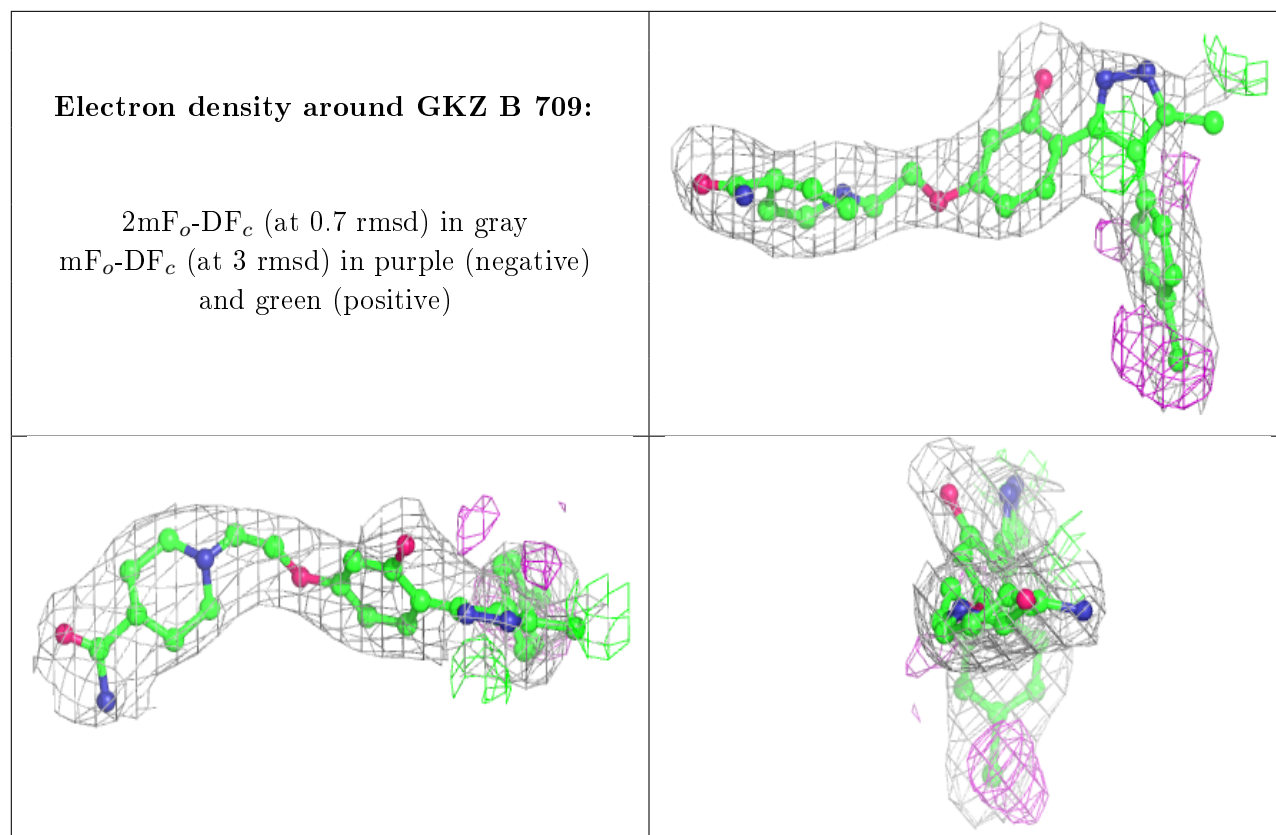 Electron density around GKZ B 709:
2mFo-DFc (at 0.7 rmsd) in gray
mFo-DFc (at 3 rmsd) in purple (negative)
and green (positive)